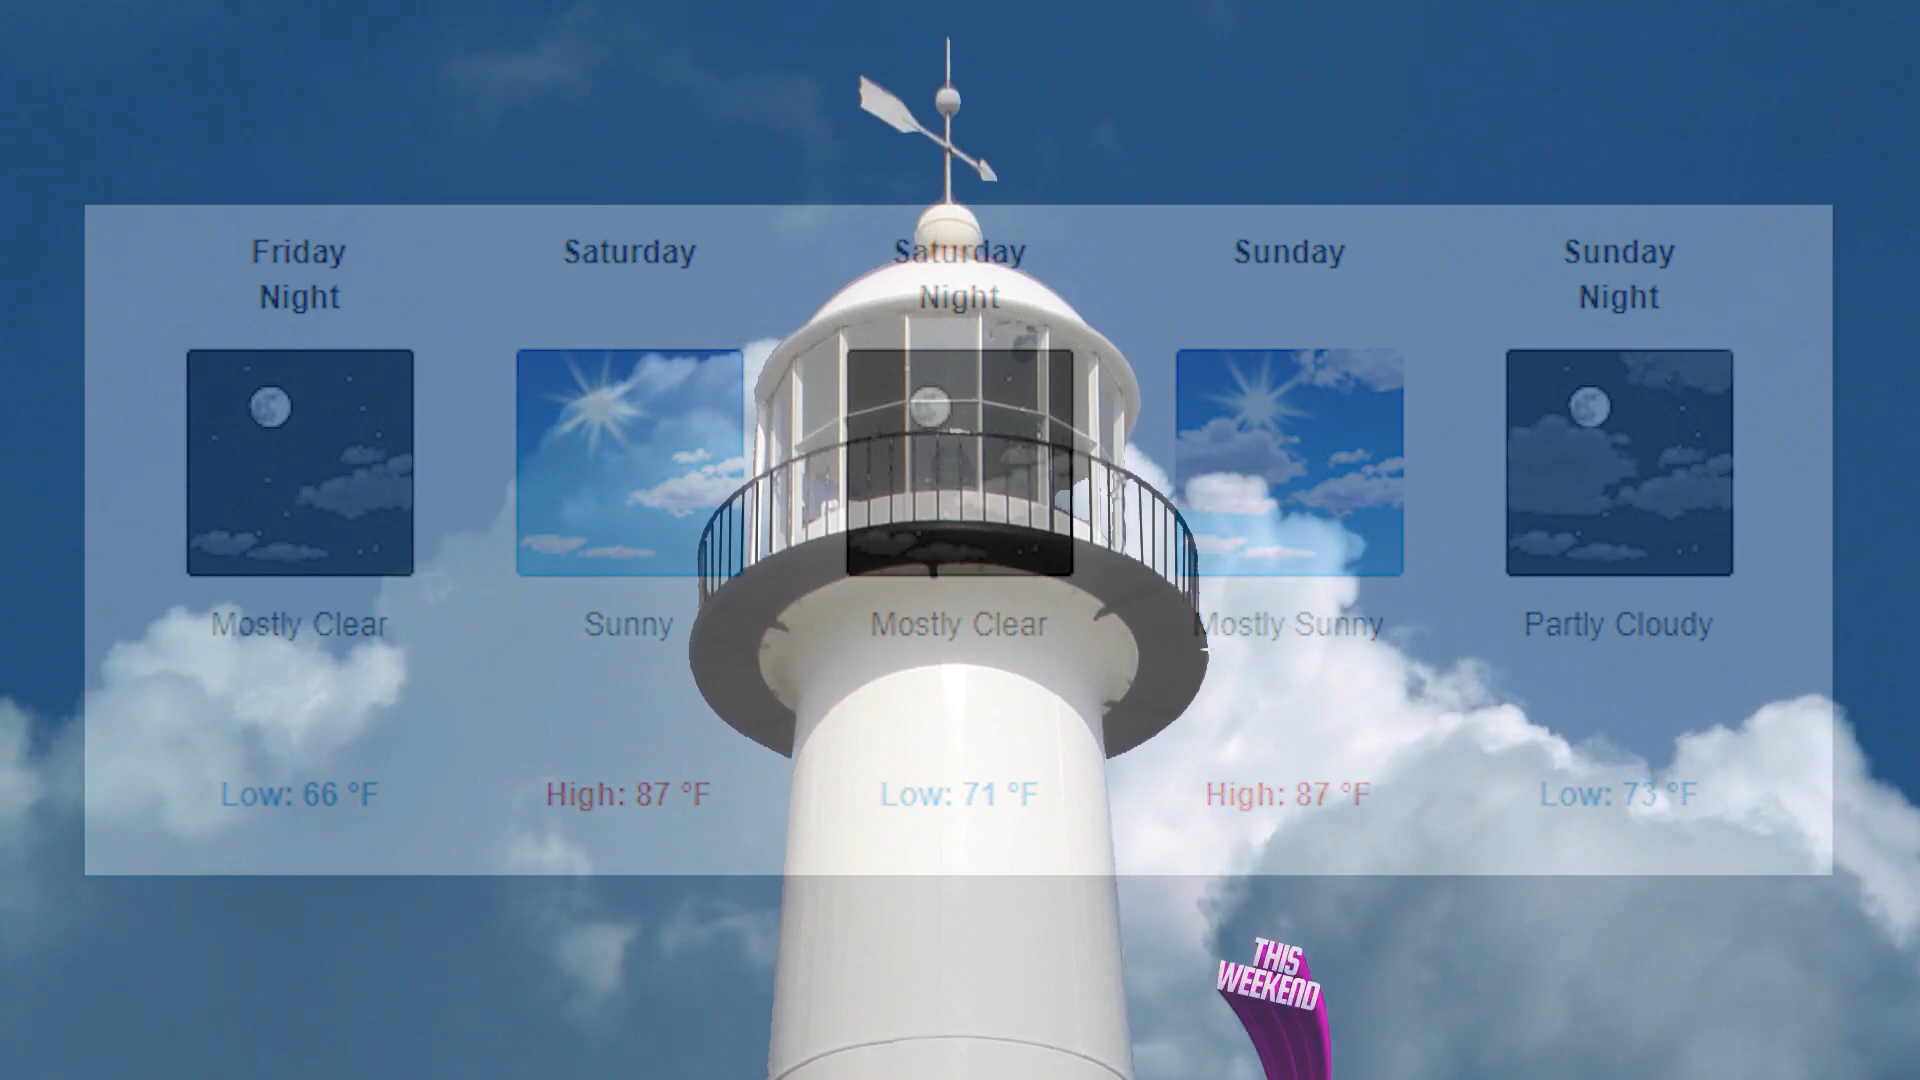 Friday
Night
Saturday
Saturday
Night
Sunday
Sunday
Night
Mostly Clear
Sunny
Mostly Clear
Mostly Sunny
Partly Cloudy
Low: 66 °F
High: 87 °F
Low: 71 °F
High: 87 °F
Low: 73 °F
THIS
WEEKEND